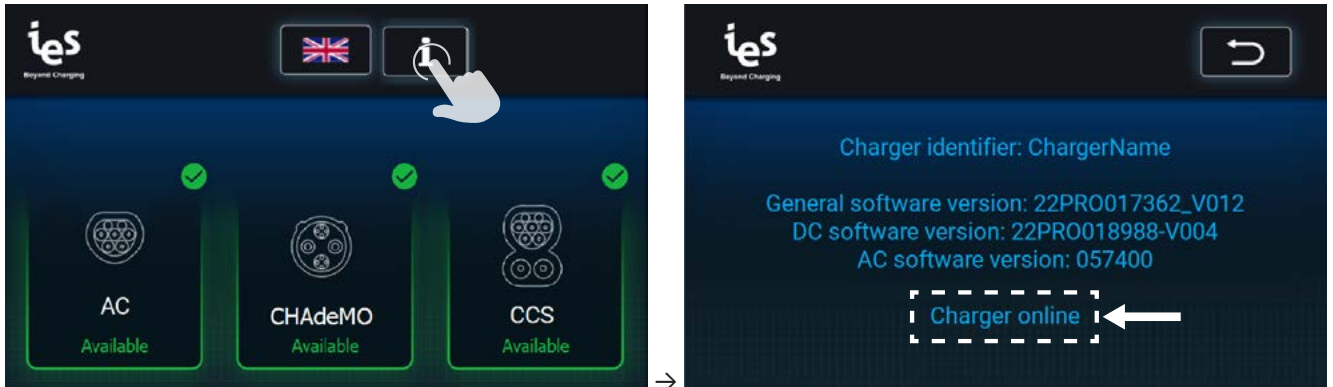 ies
Beyond Charging
i
AC
Available
CHAdeMO
Available
CCS
Available
→
ies
Beyond Charging
Charger identifier: ChargerName
General software version: 22PRO017362_V012
DC software version: 22PRO018988-V004
AC software version: 057400
Charger online